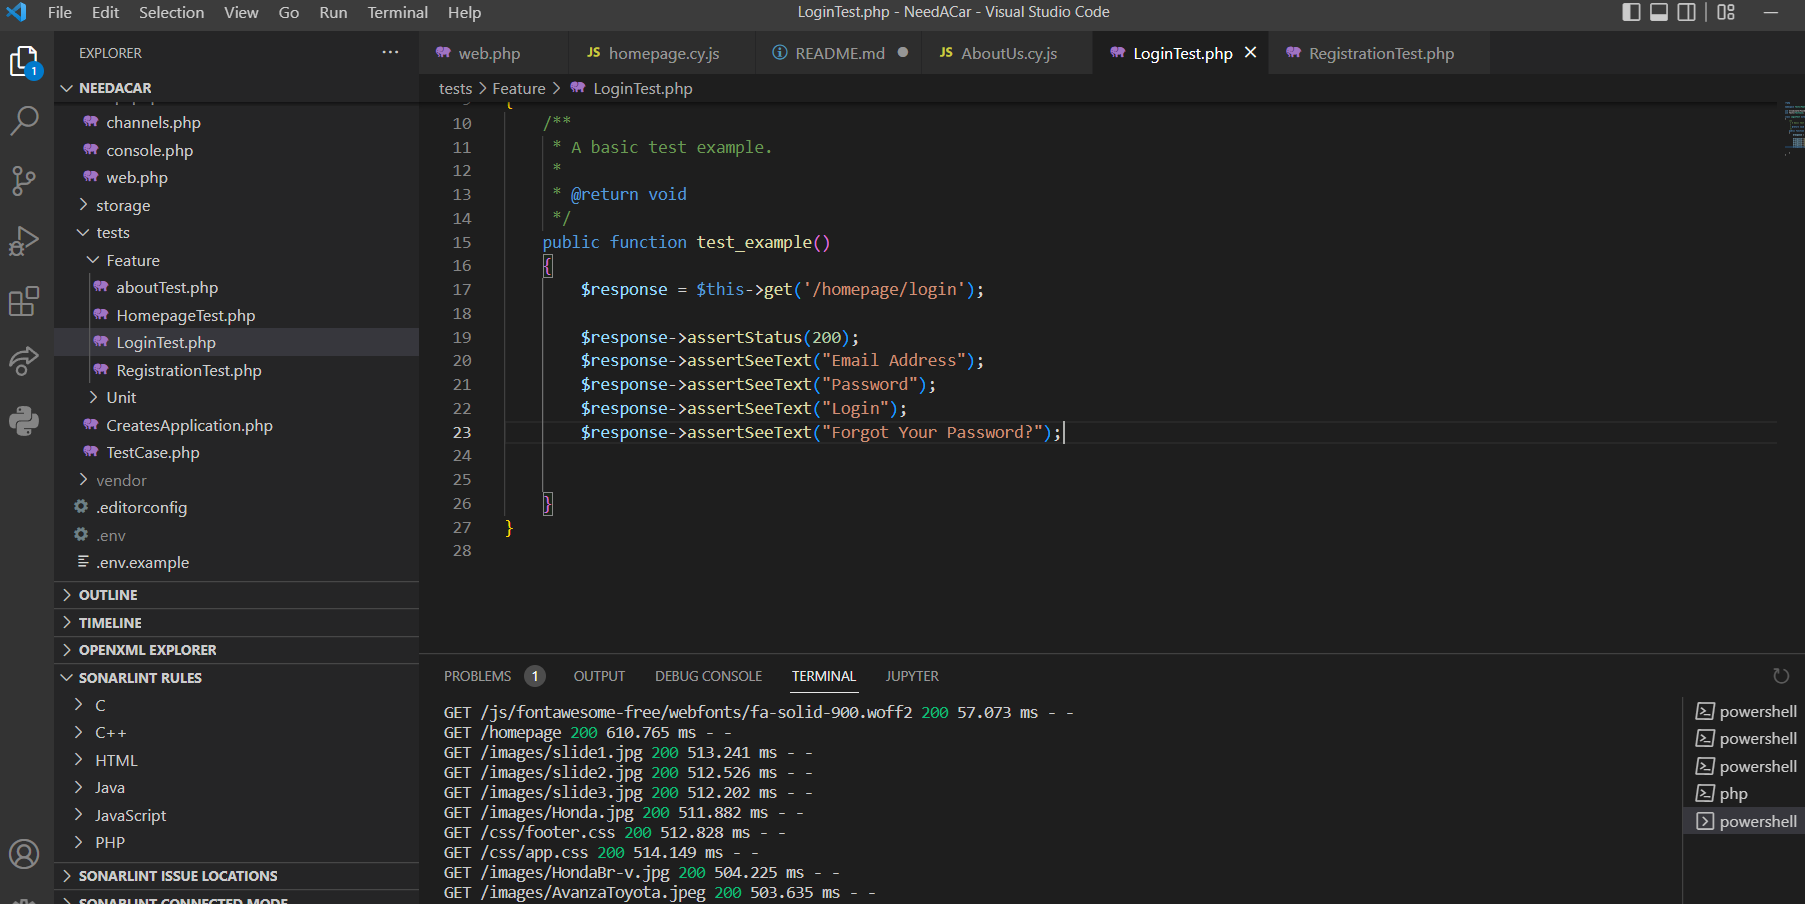 File Edit Selection View Go Run Terminal Help LoginTest.php - NeedACar - Visual Studio Code
EXPLORER ···
1
NEEDACAR
channels.php
console.php
web.php
storage
tests
Feature
aboutTest.php
HomepageTest.php
LoginTest.php
RegistrationTest.php
Unit
CreatesApplication.php
TestCase.php
vendor
.editorconfig
.env
.env.example
OUTLINE
TIMELINE
OPENXML EXPLORER
SONARLINT RULES
C
C++
HTML
Java
JavaScript
PHP
SONARLINT ISSUE LOCATIONS
SONARLINT CONNECTED MODE
web.php JS homepage.cy.js README.md JS AboutUs.cy.js LoginTest.php RegistrationTest.php
tests > Feature > LoginTest.php
{
10 /**
11 * A basic test example.
12 *
13 * @return void
14 */
15 public function test_example()
16 {
17 $response = $this->get('/homepage/login');
18
19 $response->assertStatus(200);
20 $response->assertSeeText("Email Address");
21 $response->assertSeeText("Password");
22 $response->assertSeeText("Login");
23 $response->assertSeeText("Forgot Your Password?");
24
25
26 }
27 }
28
PROBLEMS 1 OUTPUT DEBUG CONSOLE TERMINAL JUPYTER
GET /js/fontawesome-free/webfonts/fa-solid-900.woff2 200 57.073 ms - -
GET /homepage 200 610.765 ms - -
GET /images/slide1.jpg 200 513.241 ms - -
GET /images/slide2.jpg 200 512.526 ms - -
GET /images/slide3.jpg 200 512.202 ms - -
GET /images/Honda.jpg 200 511.882 ms - -
GET /css/footer.css 200 512.828 ms - -
GET /css/app.css 200 514.149 ms - -
GET /images/HondaBr-v.jpg 200 504.225 ms - -
GET /images/AvanzaToyota.jpeg 200 503.635 ms - -
powershell
powershell
powershell
php
powershell